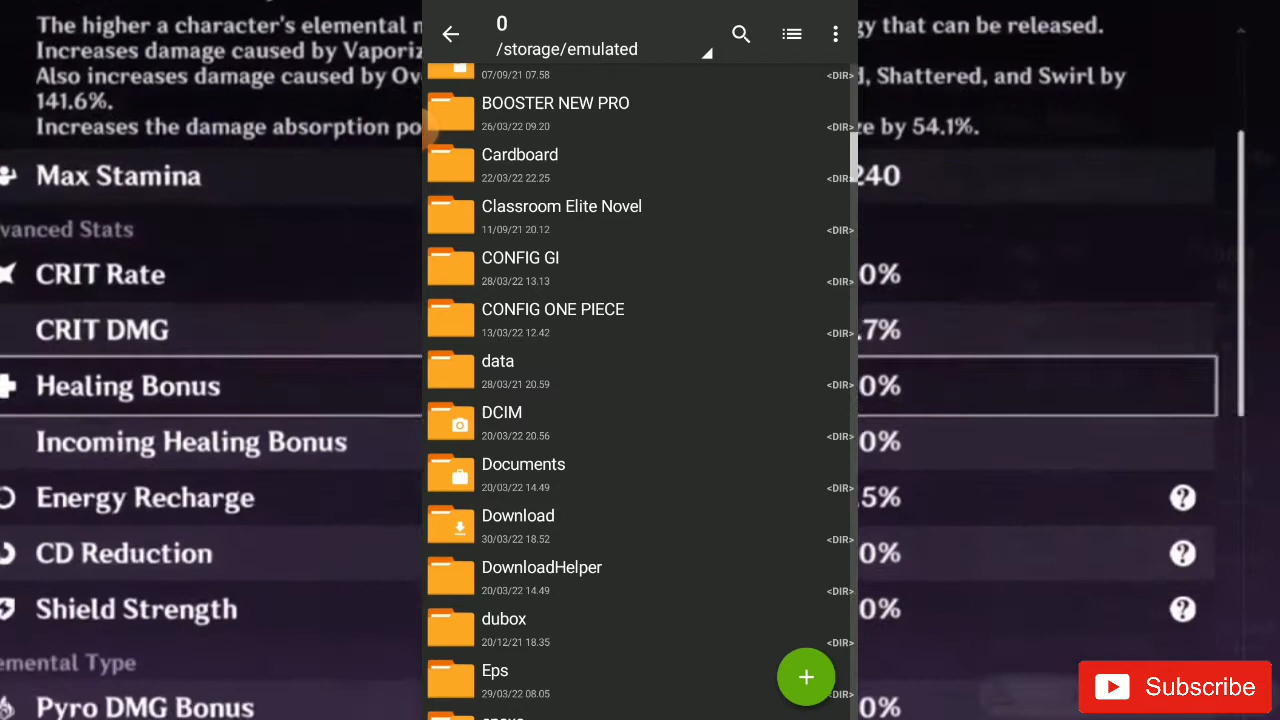 The higher a character's elemental m
Increases damage caused by Vaporiz
Also increases damage caused by Ov
141.6%.
Increases the damage absorption po
Max Stamina
vanced Stats
CRIT Rate
CRIT DMG
Healing Bonus
Incoming Healing Bonus
Energy Recharge
CD Reduction
Shield Strength
emental Type
Pyro DMG Bonus
0
/storage/emulated
07/09/21 07.58 <DIR>
BOOSTER NEW PRO
26/03/22 09.20 <DIR>
Cardboard
22/03/22 22.25 <DIR>
Classroom Elite Novel
11/09/21 20.12 <DIR>
CONFIG GI
28/03/22 13.13 <DIR>
CONFIG ONE PIECE
13/03/22 12.42 <DIR>
data
28/03/21 20.59 <DIR>
DCIM
20/03/22 20.56 <DIR>
Documents
20/03/22 14.49 <DIR>
Download
30/03/22 18.52 <DIR>
DownloadHelper
20/03/22 14.49 <DIR>
dubox
20/12/21 18.35 <DIR>
Eps
29/03/22 08.05 <DIR>
gy that can be released.
d, Shattered, and Swirl by
ge by 54.1%.
240
0%
.7%
0%
0%
.5%
?
0%
?
0%
?
Subscribe